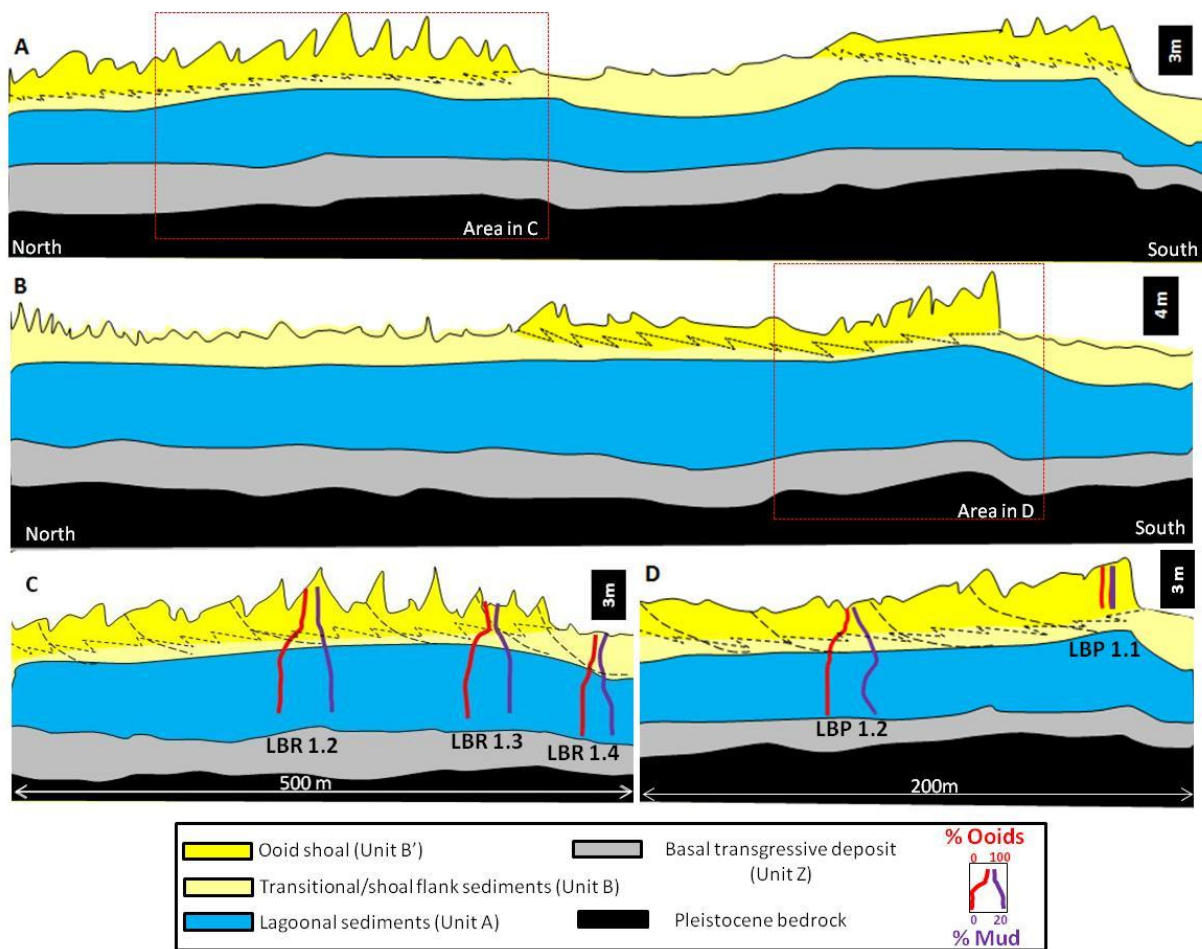 A
3m
Area in C
North
South
B
4m
Area in D
North
South
C
3m
LBR 1.2
LBR 1.3
LBR 1.4
500 m
D
3m
LBP 1.1
LBP 1.2
200m
Ooid shoal (Unit B’)
Transitional/shoal flank sediments (Unit B)
Lagoonal sediments (Unit A)
Basal transgressive deposit
(Unit Z)
Pleistocene bedrock
% Ooids
0 100
0 20
% Mud